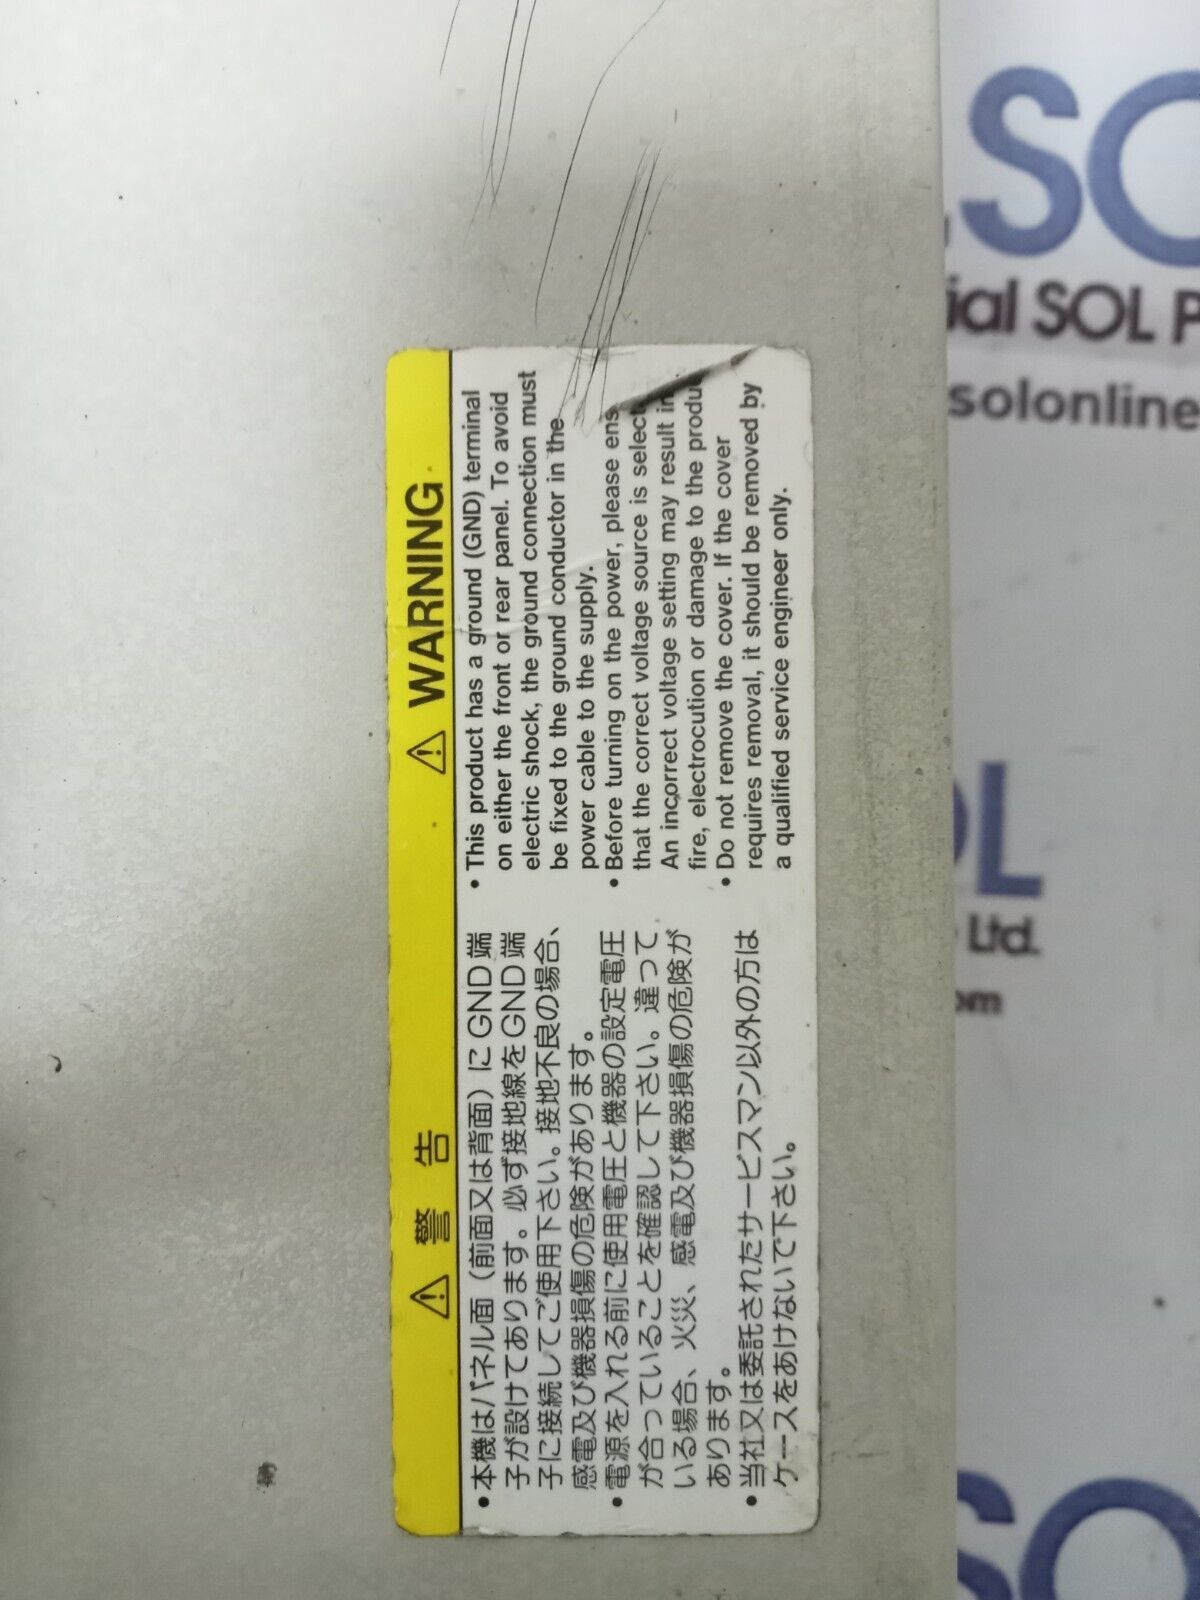 ⚠ 警 告
• 本機はパネル面（前面又は背面）にGND端
子が設けてあります。必ず接地線をGND端
子に接続してご使用下さい。接地不良の場合、
感電及び機器損傷の危険があります。
• 電源を入れる前に使用電圧と機器の設定電圧
が合っていることを確認して下さい。違って
いる場合、火災、感電及び機器損傷の危険が
あります。
• 当社又は委託されたサービスマン以外の方は
ケースをあけないで下さい。
⚠ WARNING
• This product has a ground (GND) terminal
on either the front or rear panel. To avoid
electric shock, the ground connection must
be fixed to the ground conductor in the
power cable to the supply.
• Before turning on the power, please ens
that the correct voltage source is select
An incorrect voltage setting may result in
fire, electrocution or damage to the produ
• Do not remove the cover. If the cover
requires removal, it should be removed by
a qualified service engineer only.
SO
ial SOL P
solonline
OL
Ltd.
om
SO